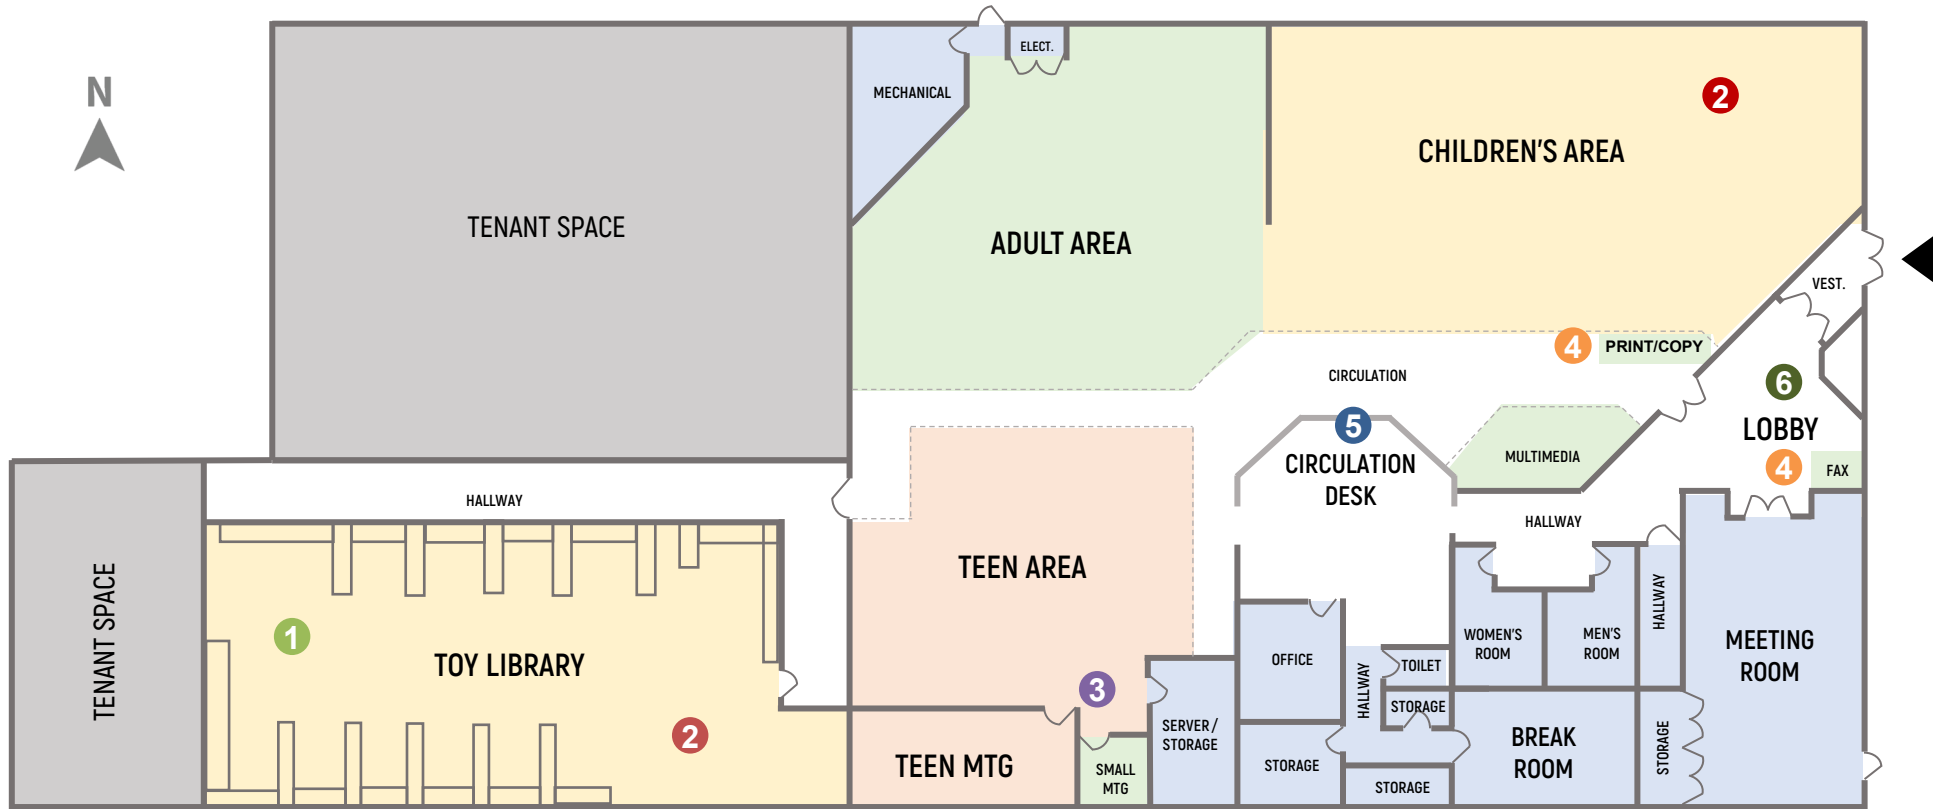 N
ELECT.
MECHANICAL
2
CHILDREN'S AREA
TENANT SPACE
ADULT AREA
VEST.
4
PRINT/COPY
CIRCULATION
6
LOBBY
5
CIRCULATION
DESK
MULTIMEDIA
4
FAX
HALLWAY
HALLWAY
TEEN AREA
TENANT SPACE
1
TOY LIBRARY
2
3
OFFICE
HALLWAY
TOILET
STORAGE
WOMEN'S
ROOM
MEN'S
ROOM
HALLWAY
MEETING
ROOM
TEEN MTG
SMALL
MTG
SERVER /
STORAGE
STORAGE
STORAGE
BREAK
ROOM
STORAGE